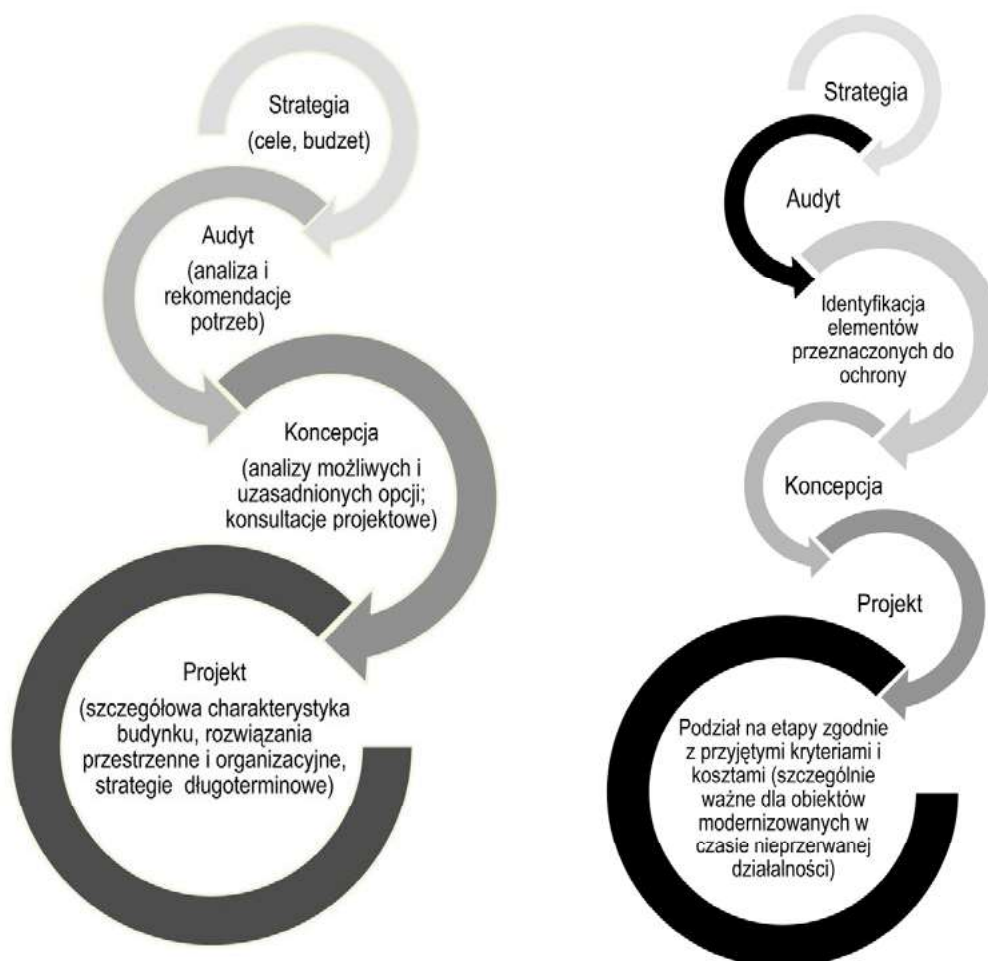 Strategia
(cele, budzet)
Audyt
(analiza i
rekomendacje
potrzeb)
Koncepcja
(analizy możliwych i
uzasadnionych opcji;
konsultacje projektowe)
Projekt
(szczegółowa charakterystyka
budynku, rozwiązania
przestrzenne i organizacyjne,
strategie długoterminowe)
Strategia
Audyt
Identyfikacja
elementów
przeznaczonych do
ochrony
Koncepcja
Projekt
Podział na etapy zgodnie
z przyjętymi kryteriami i
kosztami (szczególnie
ważne dla obiektów
modernizowanych w
czasie nieprzerwanej
działalności)